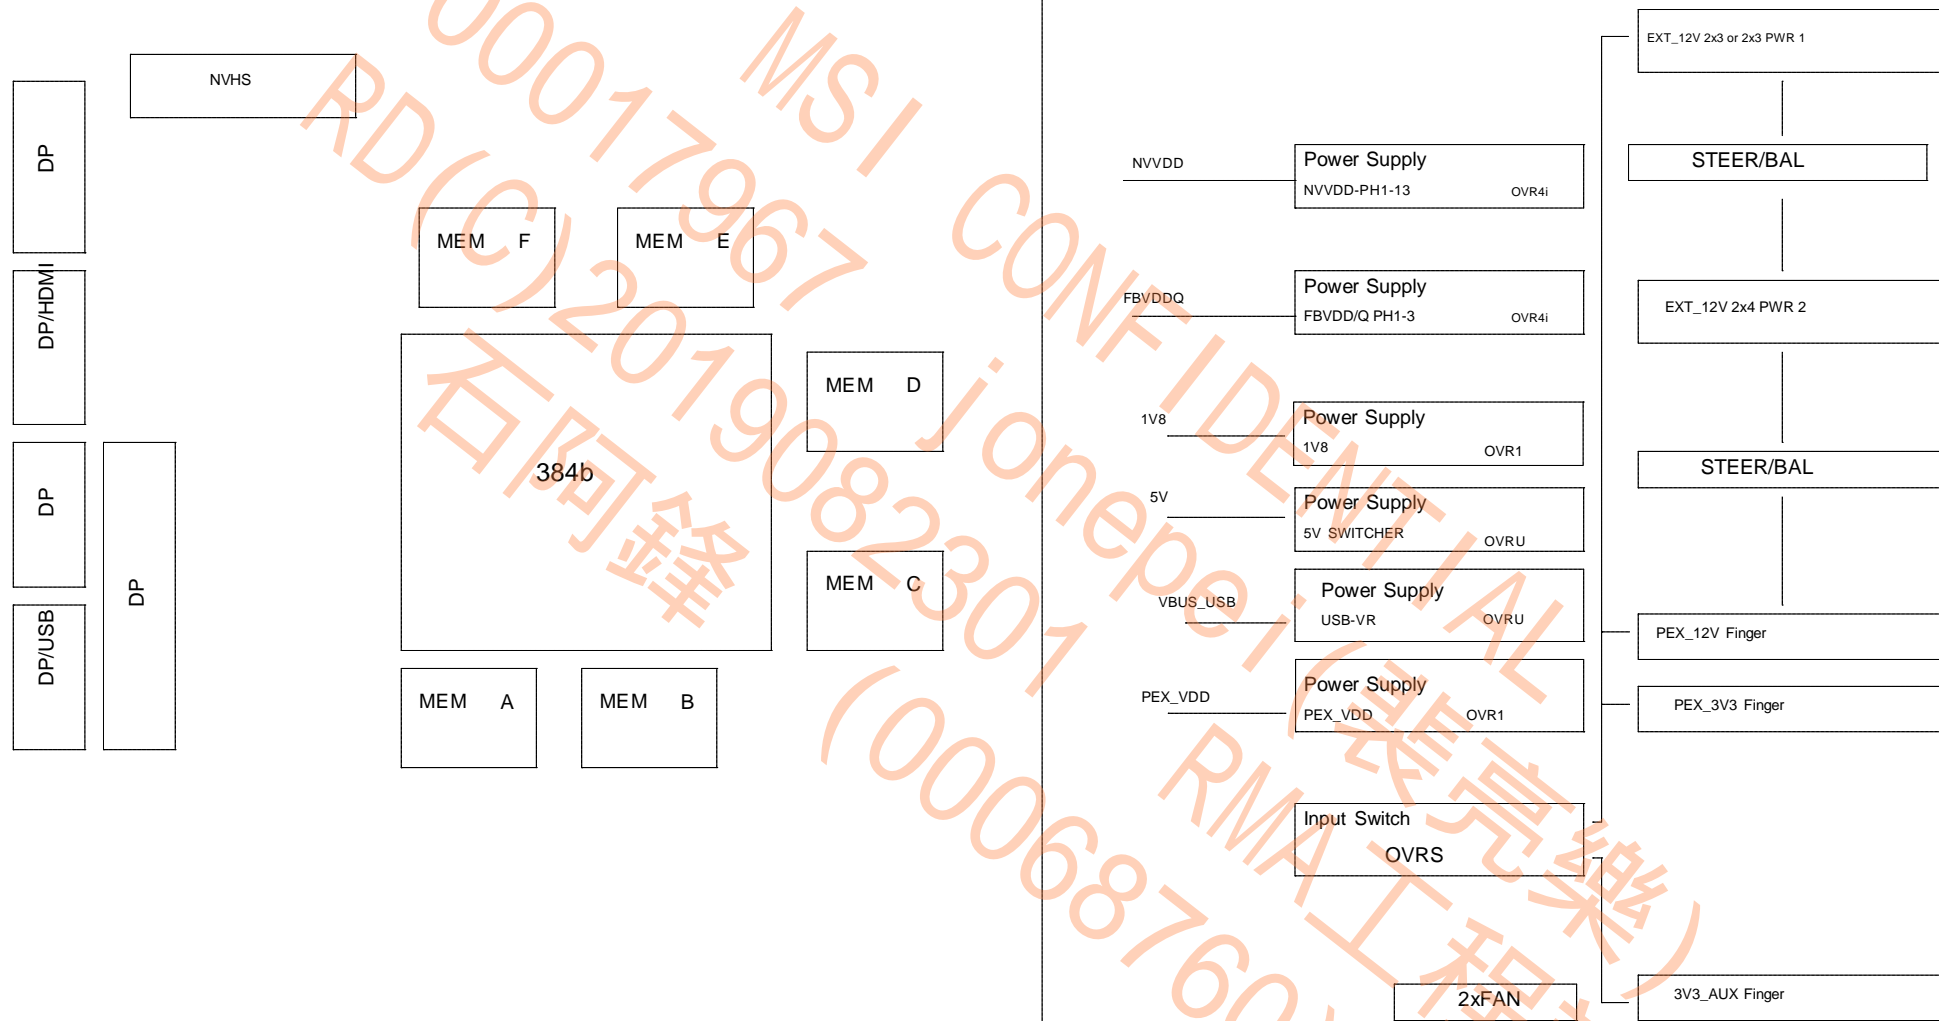 NVHS
DP
DP/HDMI
DP
DP/USB
DP
MEM F
MEM E
384b
MEM D
MEM C
MEM A
MEM B
NVVDD
Power Supply
NVVDD-PH1-13 OVR4i
FBVDDQ
Power Supply
FBVDD/Q PH1-3 OVR4i
1V8
Power Supply
1V8 OVR1
5V
Power Supply
5V SWITCHER OVRU
VBUS_USB
Power Supply
USB-VR OVRU
PEX_VDD
Power Supply
PEX_VDD OVR1
Input Switch
OVRS
2xFAN
EXT_12V 2x3 or 2x3 PWR 1
STEER/BAL
EXT_12V 2x4 PWR 2
STEER/BAL
PEX_12V Finger
PEX_3V3 Finger
3V3_AUX Finger
MSI CONFIDENTIAL
00017967 jonepei(裴亮樂)
RD(C)2019082301 RMA工程
石阿鋒 (00068760)